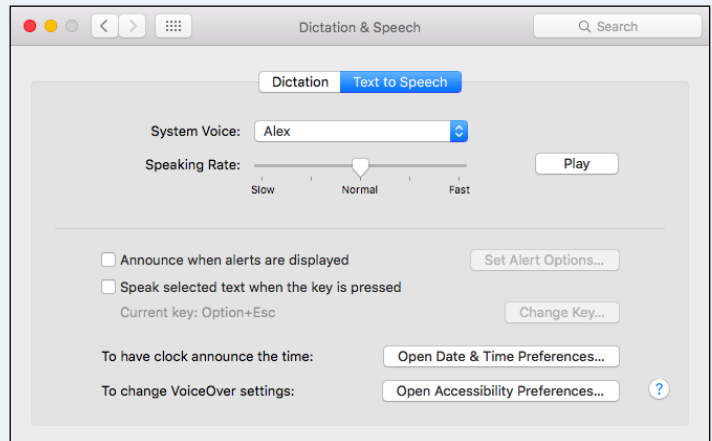 Dictation & Speech
Search
Dictation Text to Speech
System Voice: Alex
Speaking Rate: Play
Slow Normal Fast
Announce when alerts are displayed Set Alert Options...
Speak selected text when the key is pressed
Current key: Option+Esc Change Key...
To have clock announce the time: Open Date & Time Preferences...
To change VoiceOver settings: Open Accessibility Preferences... ?